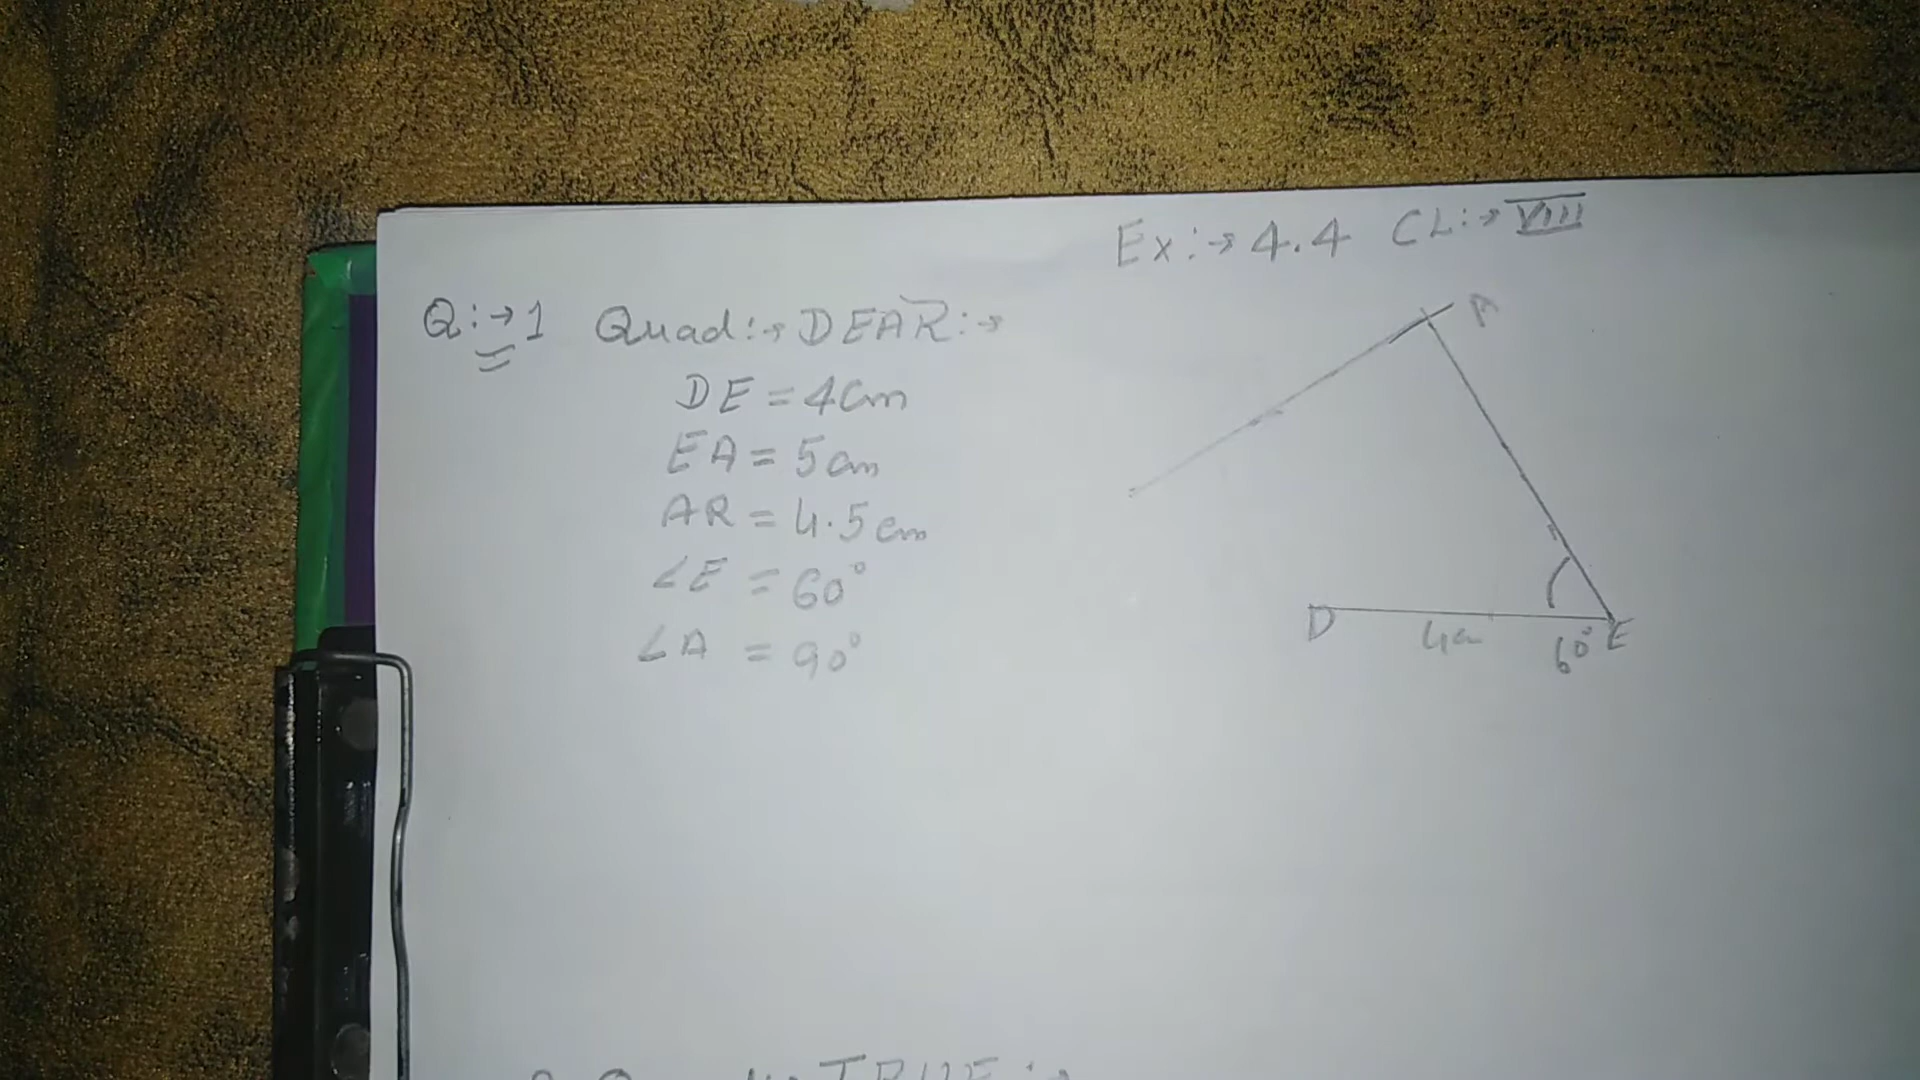 Ex:→ 4.4 CL:→ VIII
Q:→1 Quad:→ DEAR:→
DE = 4cm
EA = 5cm
AR = 4.5cm
∠E = 60°
∠A = 90°
A
D 4cm 60° E
TRUE:→